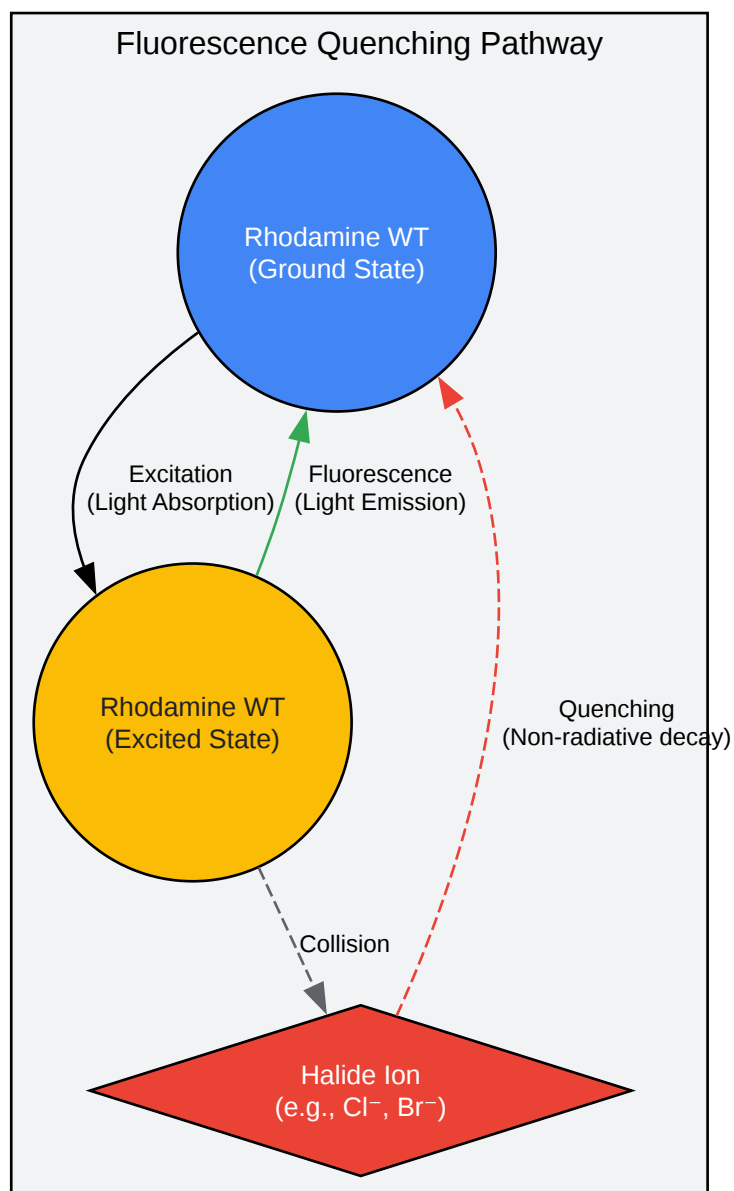 Fluorescence Quenching Pathway
Rhodamine WT
(Ground State)
Excitation
(Light Absorption)
Fluorescence
(Light Emission)
Rhodamine WT
(Excited State)
Quenching
(Non-radiative decay)
Collision
Halide Ion
(e.g., Cl⁻, Br⁻)